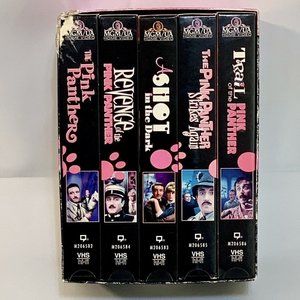 MGM/UA
The Pink
Panther
M206582
VHS
MGM/UA
REVENGE of the
PINK PANTHER
M206584
VHS
MGM/UA
A
SHOT
in the Dark
M206583
VHS
MGM/UA
THE PINK PANTHER
Strikes Again
M206585
VHS
MGM/UA
Trail
of the PINK
PANTHER
M206586
VHS